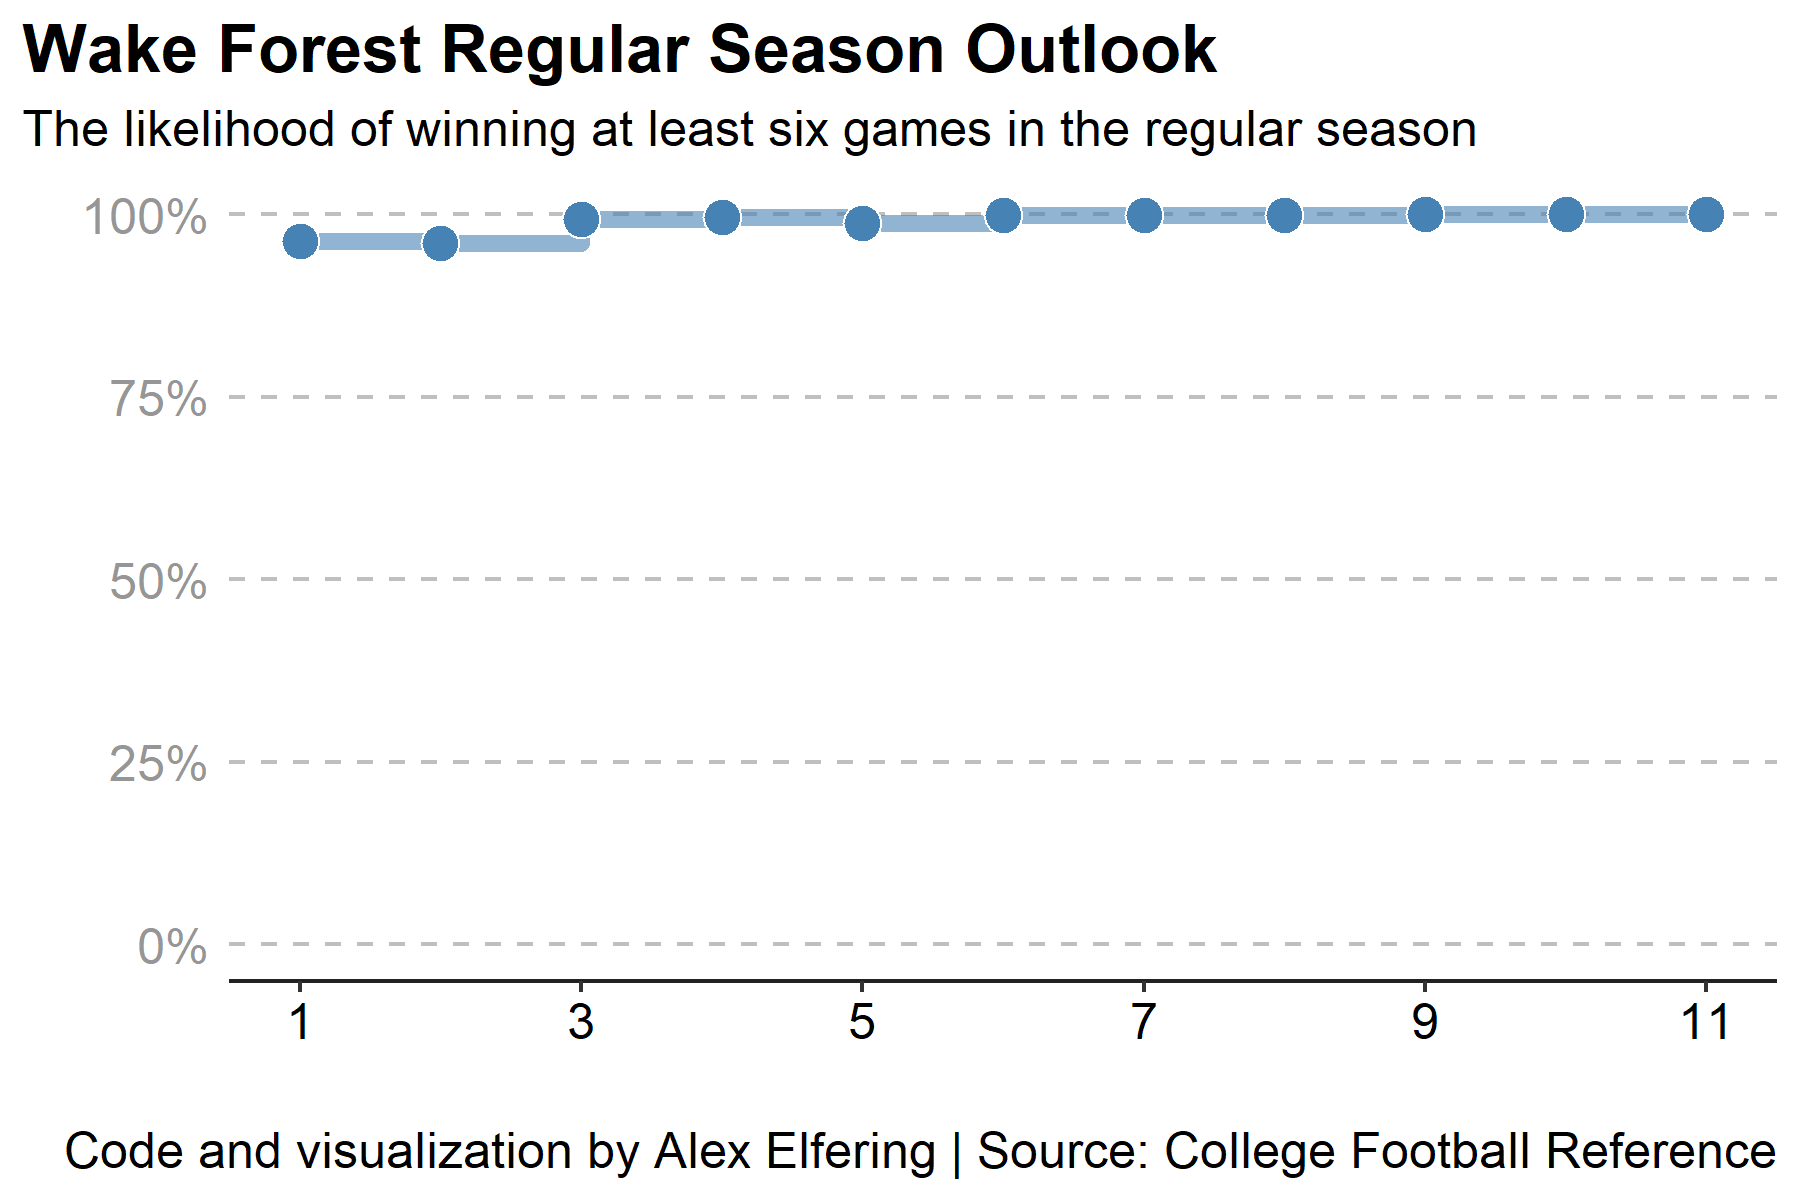 Wake Forest Regular Season Outlook
The likelihood of winning at least six games in the regular season
100%
75%
50%
25%
0%
1 3 5 7 9 11
Code and visualization by Alex Elfering | Source: College Football Reference